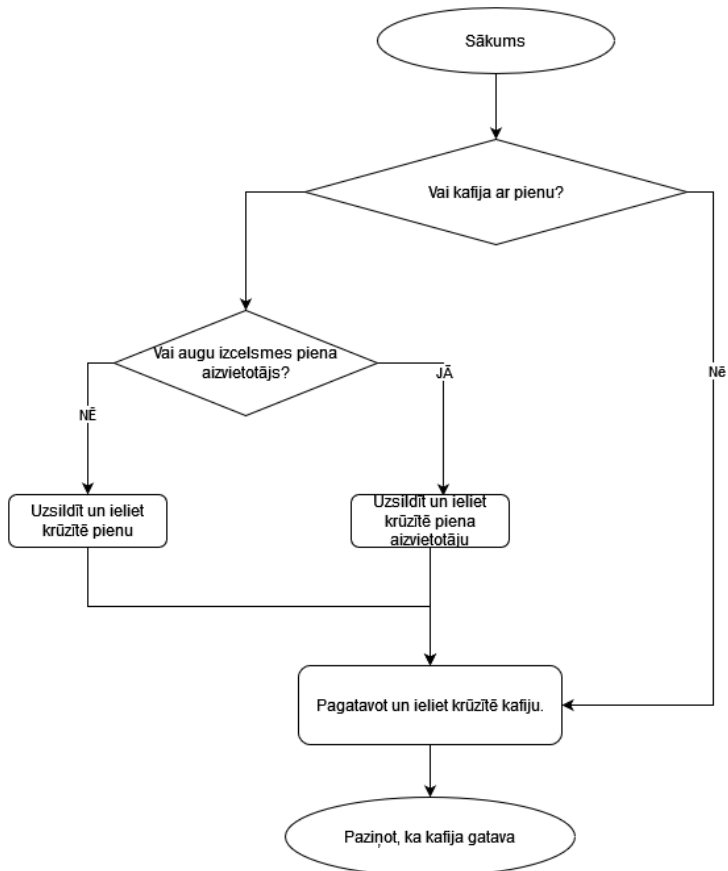 Sākums
Vai kafija ar pienu?
Vai augu izcelsmes piena
aizvietotājs?
JĀ
Nē
NĒ
Uzsildīt un ieliet
krūzītē pienu
Uzsildīt un ieliet
krūzītē piena
aizvietotāju
Pagatavot un ieliet krūzītē kafiju.
Paziņot, ka kafija gatava